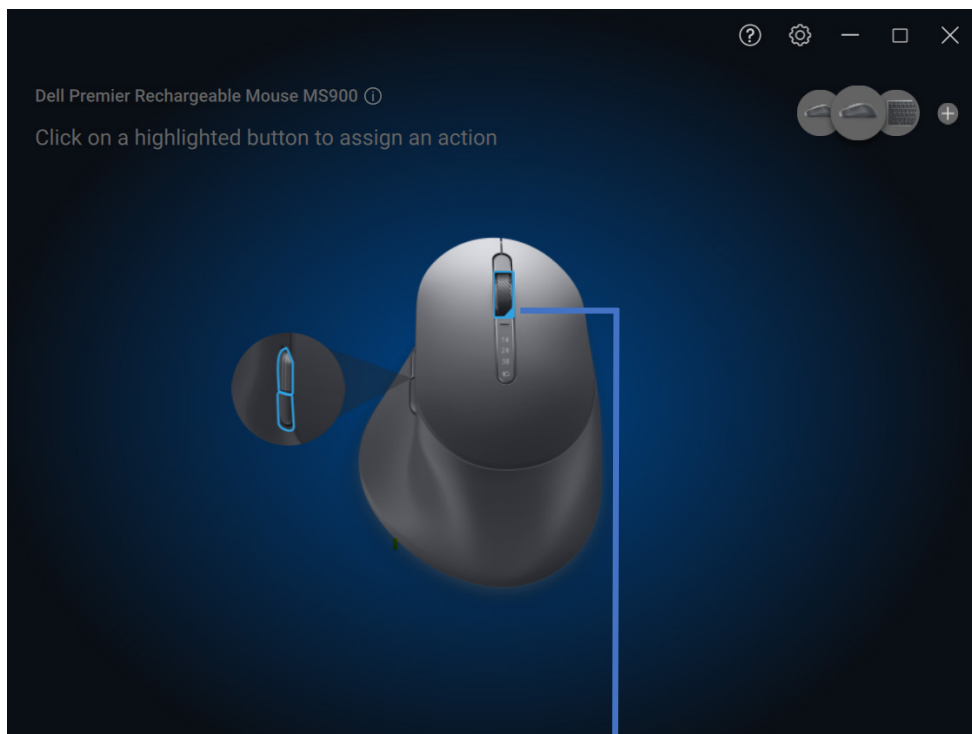 Dell Premier Rechargeable Mouse MS900
Click on a highlighted button to assign an action